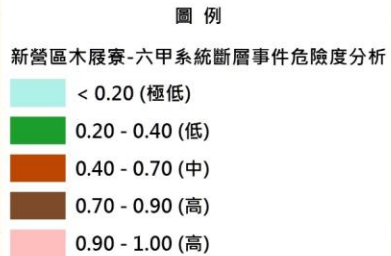 圖 例
新營區木屐寮-六甲系統斷層事件危險度分析
< 0.20 (極低)
0.20 - 0.40 (低)
0.40 - 0.70 (中)
0.70 - 0.90 (高)
0.90 - 1.00 (高)